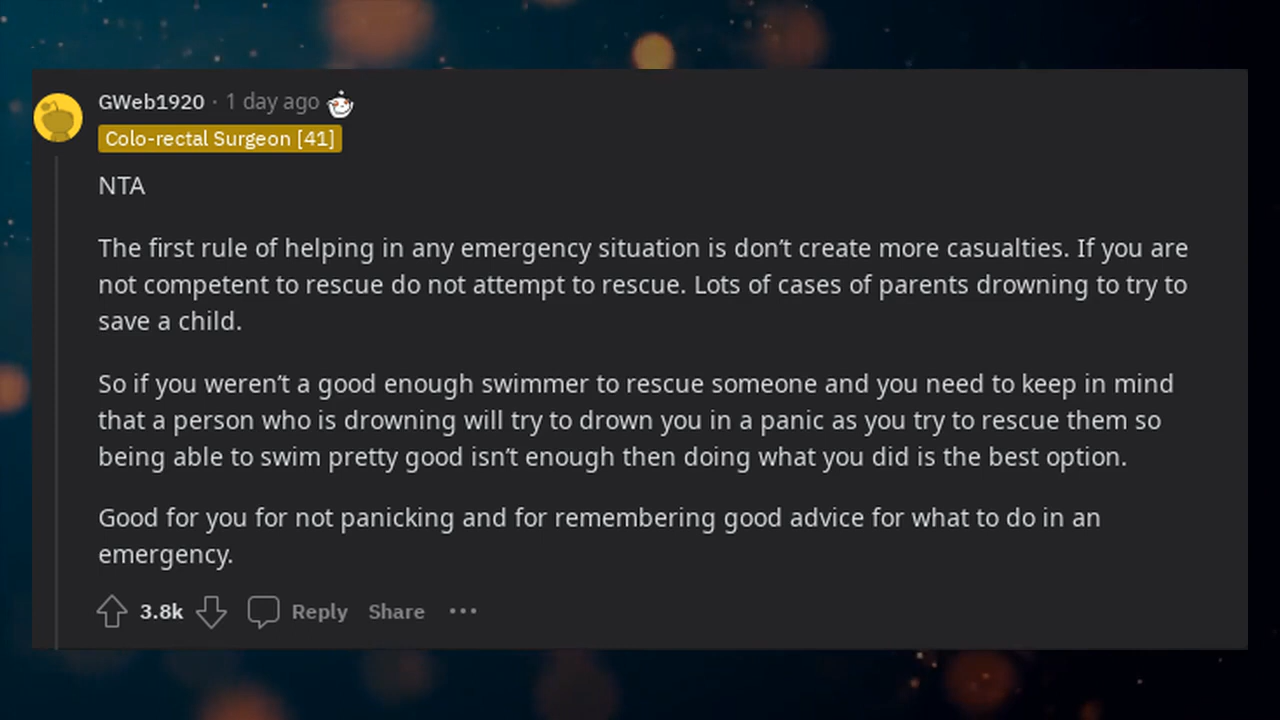 GWeb1920 · 1 day ago
Colo-rectal Surgeon [41]
NTA
The first rule of helping in any emergency situation is don’t create more casualties. If you are
not competent to rescue do not attempt to rescue. Lots of cases of parents drowning to try to
save a child.
So if you weren’t a good enough swimmer to rescue someone and you need to keep in mind
that a person who is drowning will try to drown you in a panic as you try to rescue them so
being able to swim pretty good isn’t enough then doing what you did is the best option.
Good for you for not panicking and for remembering good advice for what to do in an
emergency.
3.8k Reply Share ···